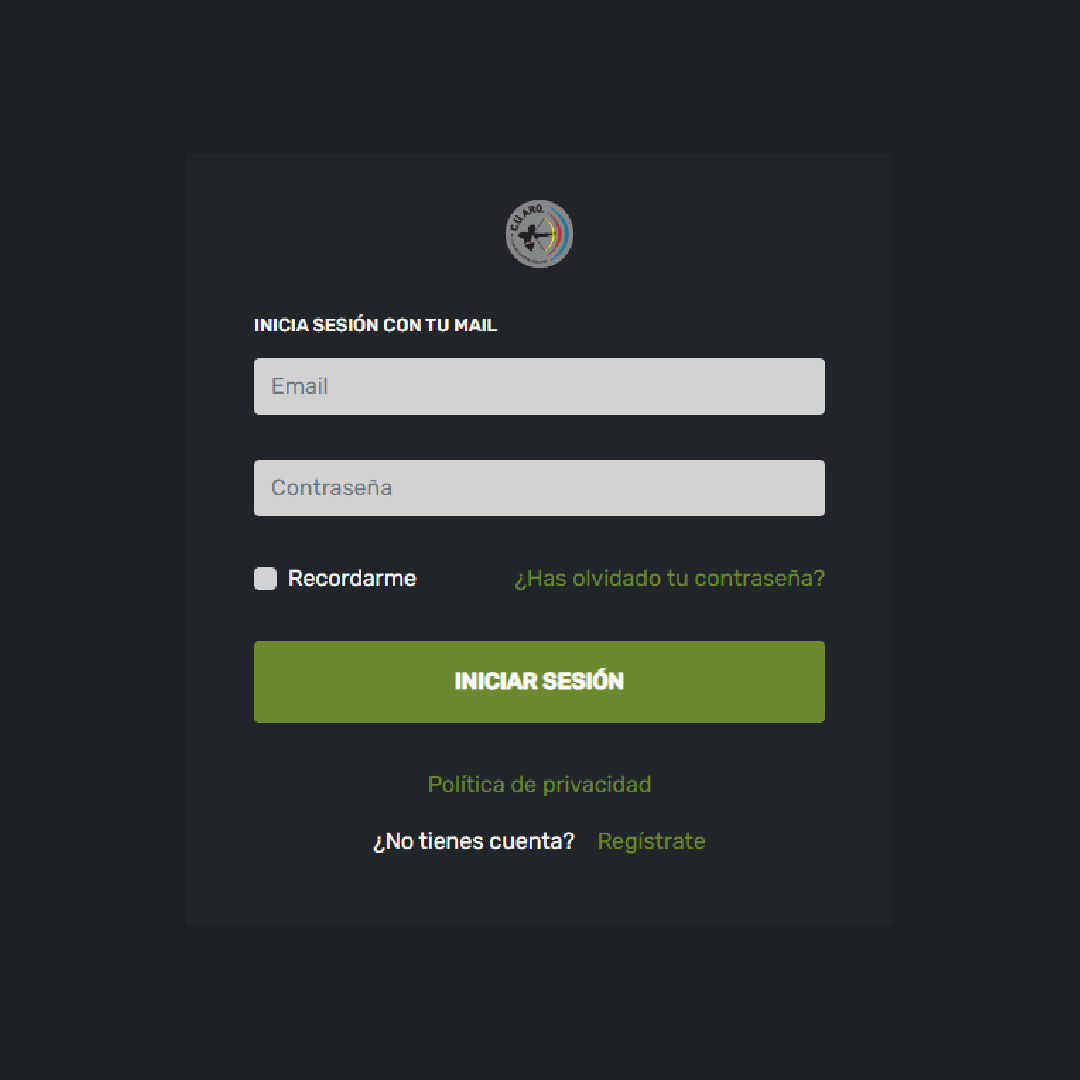 C.U. ARQ.
INICIA SESIÓN CON TU MAIL
Email
Contraseña
Recordarme ¿Has olvidado tu contraseña?
INICIAR SESIÓN
Política de privacidad
¿No tienes cuenta? Regístrate